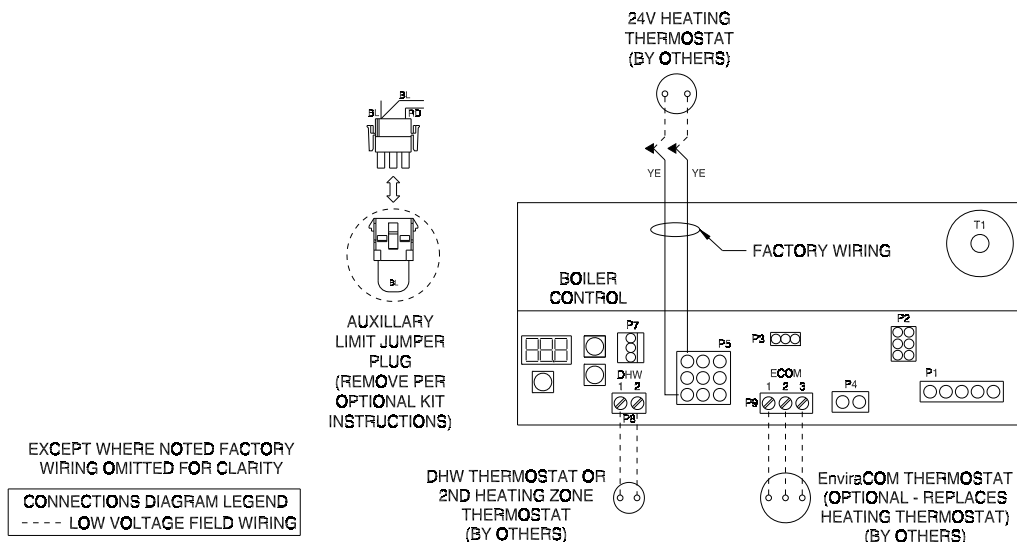 24V HEATING
THERMOSTAT
(BY OTHERS)
BL
BL
RD
YE
YE
T1
FACTORY WIRING
BOILER
CONTROL
BL
AUXILLARY
LIMIT JUMPER
PLUG
(REMOVE PER
OPTIONAL KIT
INSTRUCTIONS)
P7
P5
P3
P2
DHW
1 2
P8
ECOM
1 2 3
P9
P4
P1
EXCEPT WHERE NOTED FACTORY
WIRING OMITTED FOR CLARITY
CONNECTIONS DIAGRAM LEGEND
---- LOW VOLTAGE FIELD WIRING
DHW THERMOSTAT OR
2ND HEATING ZONE
THERMOSTAT
(BY OTHERS)
EnviraCOM THERMOSTAT
(OPTIONAL - REPLACES
HEATING THERMOSTAT)
(BY OTHERS)